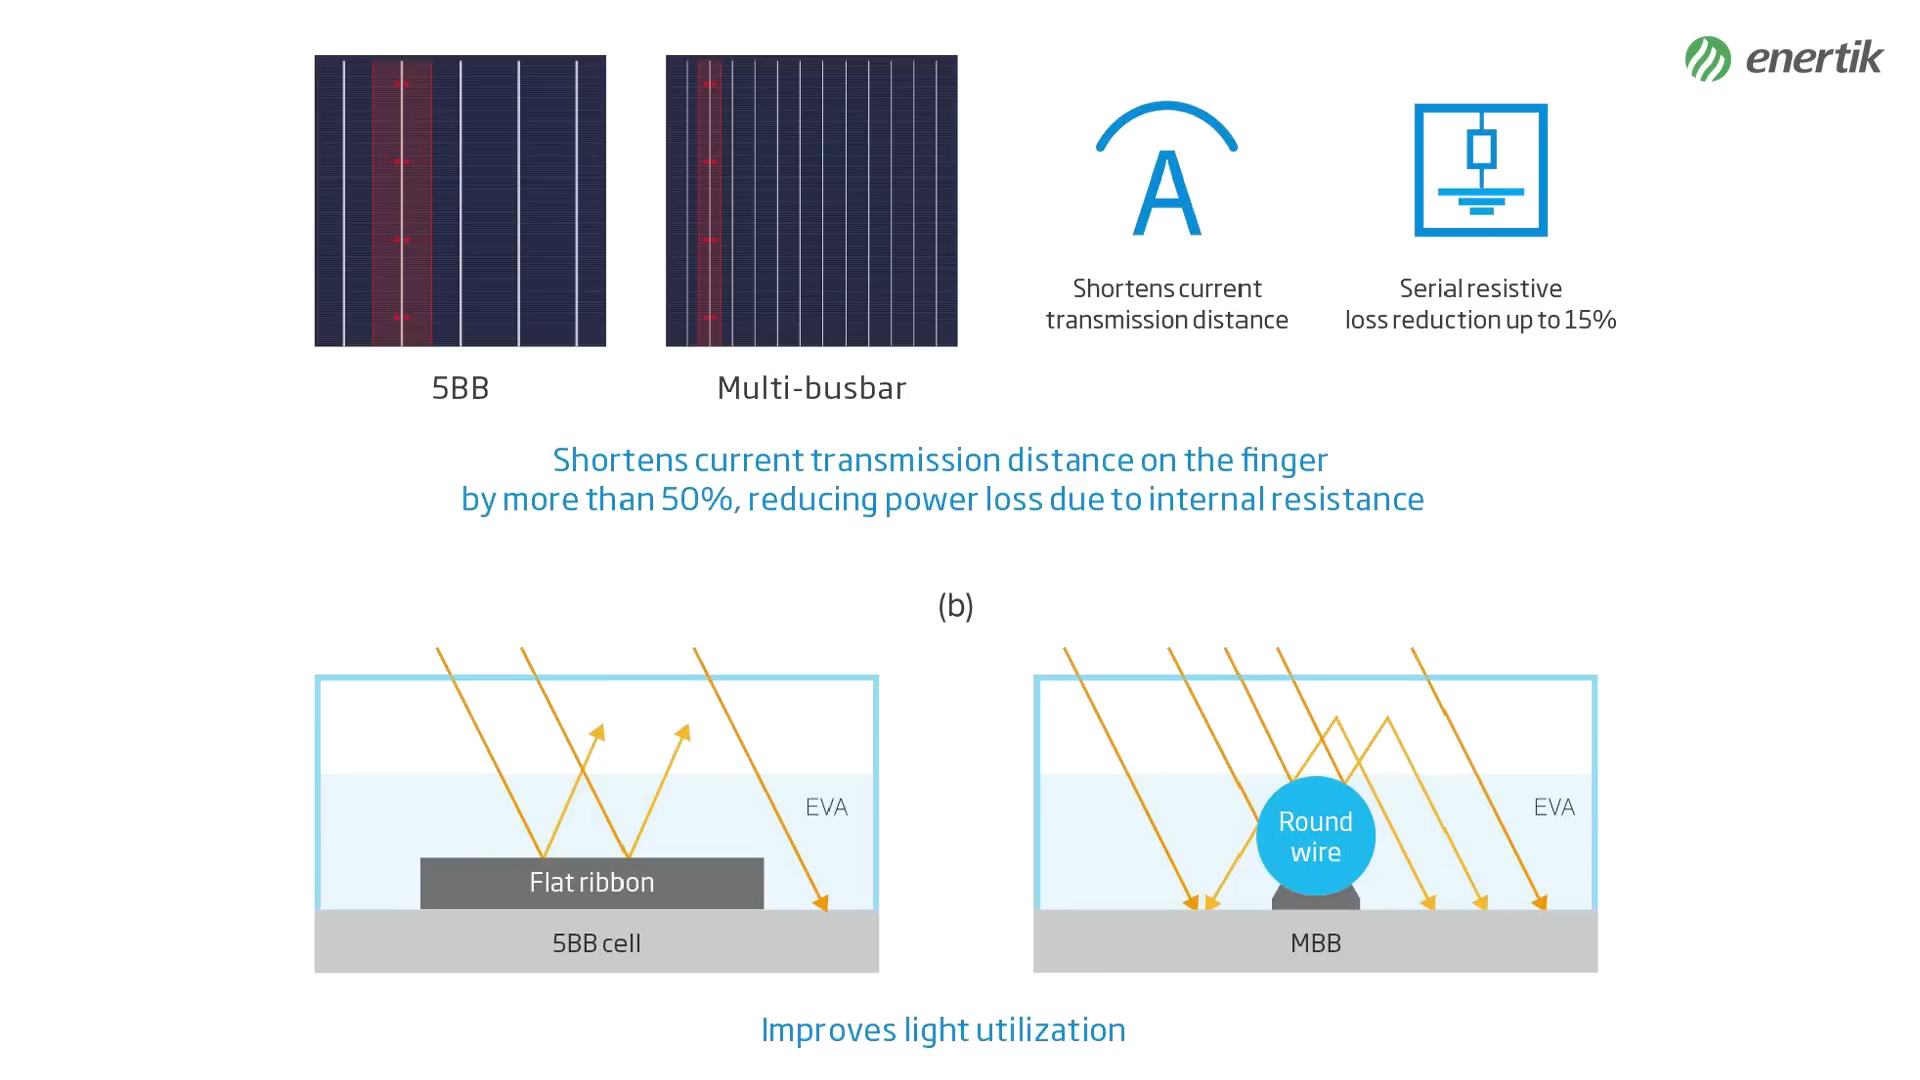 enertik
A
Shortens current
transmission distance
Serial resistive
loss reduction up to 15%
5BB
Multi-busbar
Shortens current transmission distance on the finger
by more than 50%, reducing power loss due to internal resistance
(b)
EVA
Flat ribbon
5BB cell
EVA
Round
wire
MBB
Improves light utilization